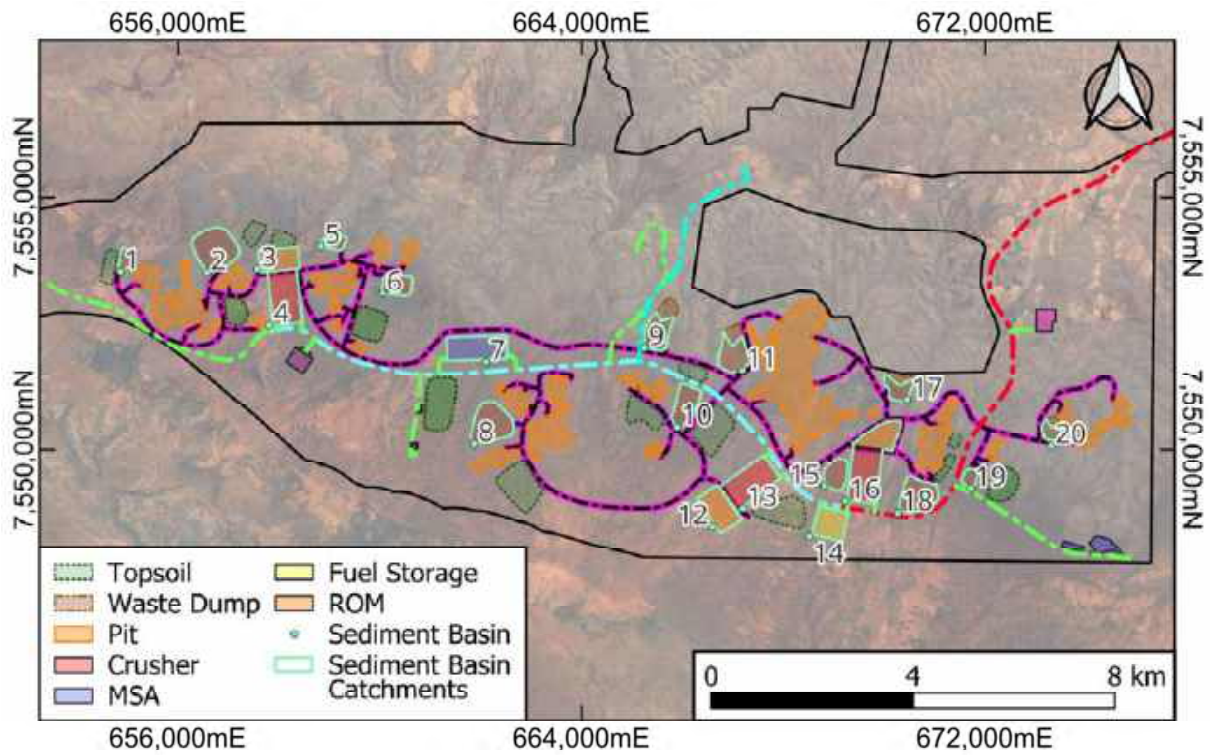 656,000mE 664,000mE 672,000mE
7,555,000mN
7,550,000mN
7,555,000mN
7,550,000mN
1
2
3
4
5
6
7
8
9
10
11
12
13
14
15
16
17
18
19
20
Topsoil
Waste Dump
Pit
Crusher
MSA
Fuel Storage
ROM
Sediment Basin
Sediment Basin
Catchments
0 4 8 km
656,000mE 664,000mE 672,000mE